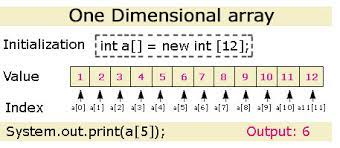 One Dimensional array
Initialization int a[] = new int [12];
Value 1 2 3 4 5 6 7 8 9 10 11 12
Index a[0] a[1] a[2] a[3] a[4] a[5] a[6] a[7] a[8] a[9] a[10] a11[11]
System.out.print(a[5]); Output: 6